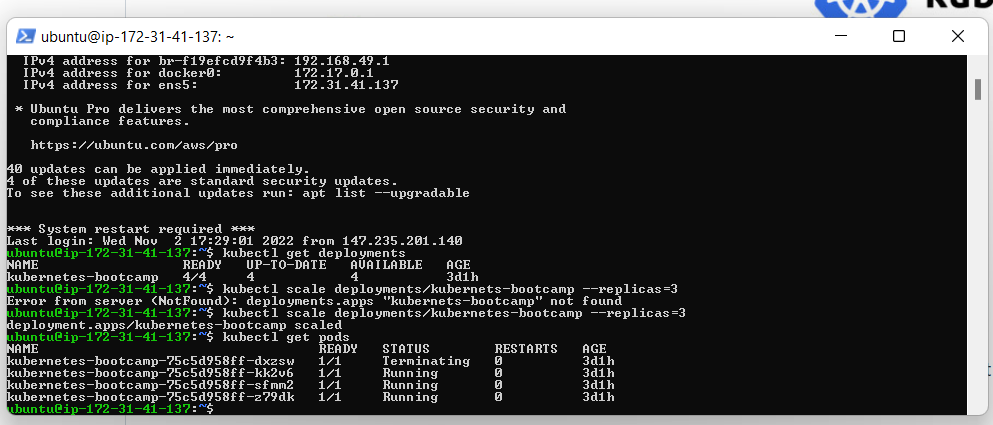 ubuntu@ip-172-31-41-137: ~
IPv4 address for br-f19efcd9f4b3: 192.168.49.1
IPv4 address for docker0: 172.17.0.1
IPv4 address for ens5: 172.31.41.137
* Ubuntu Pro delivers the most comprehensive open source security and
compliance features.
https://ubuntu.com/aws/pro
40 updates can be applied immediately.
4 of these updates are standard security updates.
To see these additional updates run: apt list --upgradable
*** System restart required ***
Last login: Wed Nov  2 17:29:01 2022 from 147.235.201.140
ubuntu@ip-172-31-41-137:~$ kubectl get deployments
NAME READY UP-TO-DATE AVAILABLE AGE
kubernetes-bootcamp 4/4 4 4 3d1h
ubuntu@ip-172-31-41-137:~$ kubectl scale deployments/kubernets-bootcamp --replicas=3
Error from server (NotFound): deployments.apps "kubernets-bootcamp" not found
ubuntu@ip-172-31-41-137:~$ kubectl scale deployments/kubernetes-bootcamp --replicas=3
deployment.apps/kubernetes-bootcamp scaled
ubuntu@ip-172-31-41-137:~$ kubectl get pods
NAME READY STATUS RESTARTS AGE
kubernetes-bootcamp-75c5d958ff-dxzsw 1/1 Terminating 0 3d1h
kubernetes-bootcamp-75c5d958ff-kk2v6 1/1 Running 0 3d1h
kubernetes-bootcamp-75c5d958ff-sfmm2 1/1 Running 0 3d1h
kubernetes-bootcamp-75c5d958ff-z79dk 1/1 Running 0 3d1h
ubuntu@ip-172-31-41-137:~$